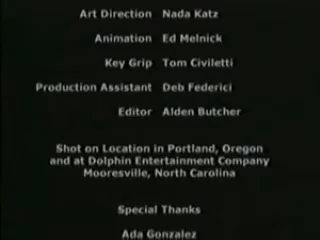 Art Direction Nada Katz
Animation Ed Melnick
Key Grip Tom Civiletti
Production Assistant Deb Federici
Editor Alden Butcher
Shot on Location in Portland, Oregon
and at Dolphin Entertainment Company
Mooresville, North Carolina
Special Thanks
Ada Gonzalez